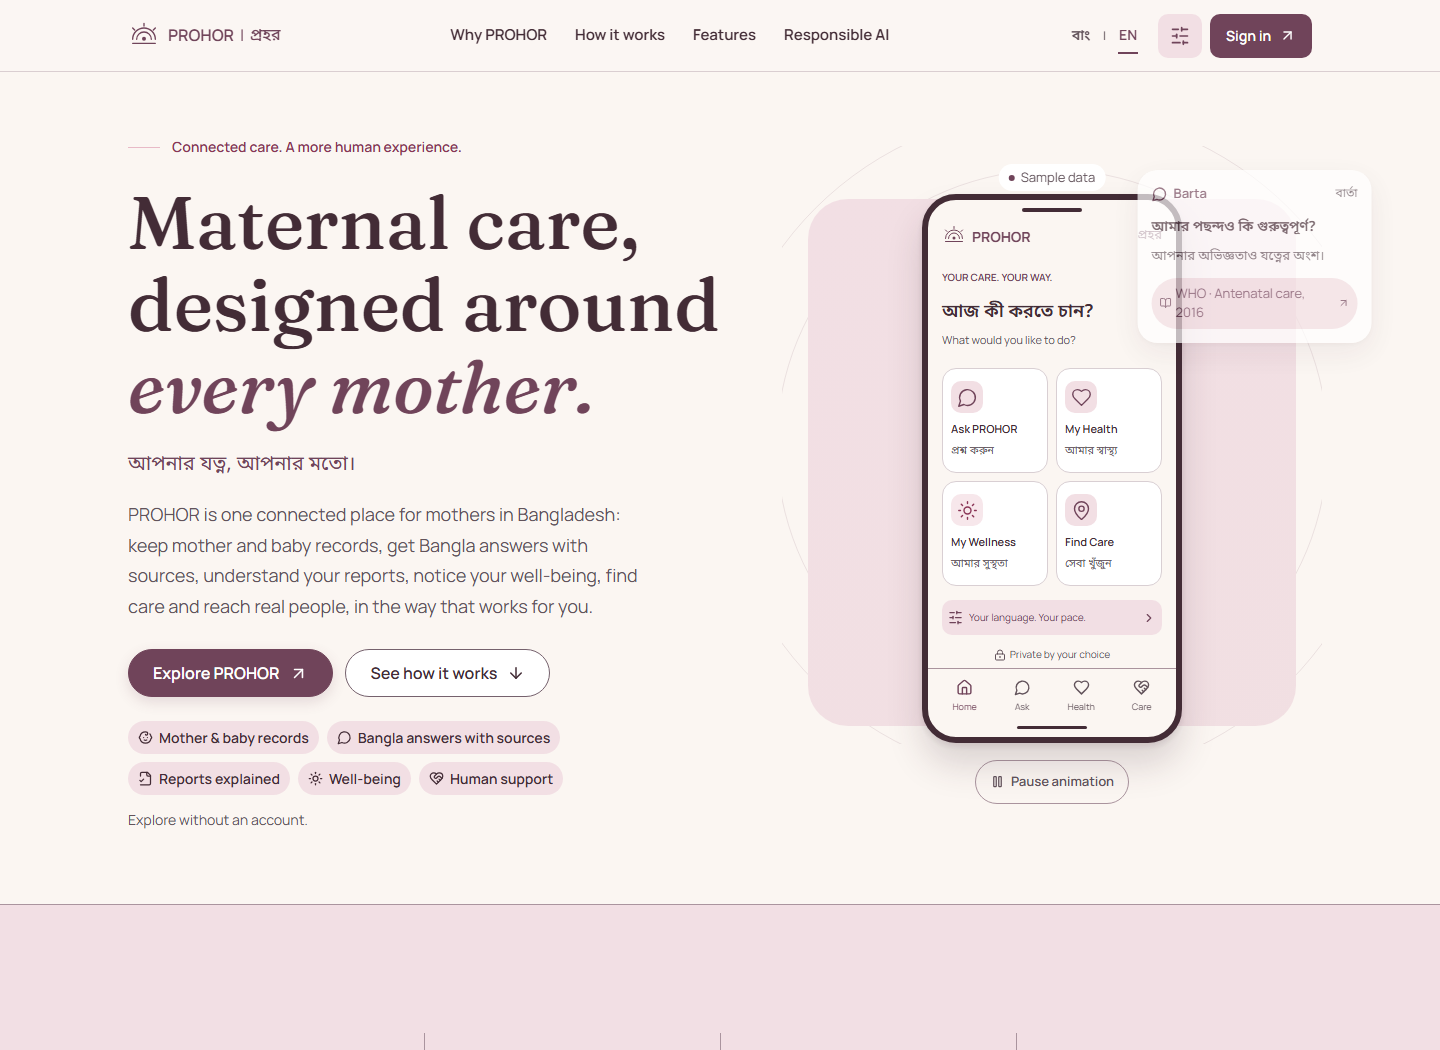 PROHOR | প্রহর
Why PROHOR
How it works
Features
Responsible AI
বাং | EN
Sign in
Connected care. A more human experience.
Maternal care,
designed around
every mother.
আপনার যত্ন, আপনার মতো।
PROHOR is one connected place for mothers in Bangladesh:
keep mother and baby records, get Bangla answers with
sources, understand your reports, notice your well-being, find
care and reach real people, in the way that works for you.
Explore PROHOR
See how it works
Mother & baby records
Bangla answers with sources
Reports explained
Well-being
Human support
Explore without an account.
Sample data
PROHOR
প্রহর
YOUR CARE. YOUR WAY.
আজ কী করতে চান?
What would you like to do?
Ask PROHOR
প্রশ্ন করুন
My Health
আমার স্বাস্থ্য
My Wellness
আমার সুস্থতা
Find Care
সেবা খুঁজুন
Your language. Your pace.
Private by your choice
Home
Ask
Health
Care
Barta
বার্তা
আমার পছন্দও কি গুরুত্বপূর্ণ?
আপনার অভিজ্ঞতাও যত্নের অংশ।
WHO · Antenatal care,
2016
Pause animation